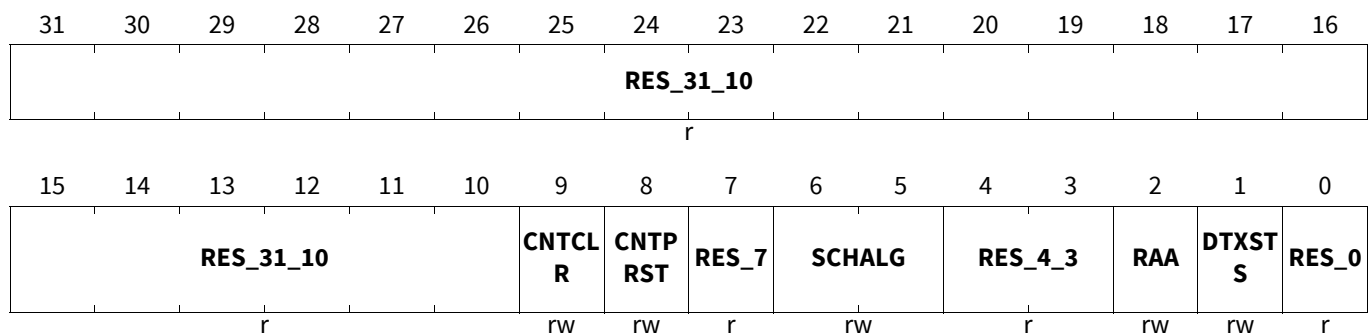 31 30 29 28 27 26 25 24 23 22 21 20 19 18 17 16
RES_31_10
r
15 14 13 12 11 10 9 8 7 6 5 4 3 2 1 0
RES_31_10 CNTCL R CNTP RST RES_7 SCHALG RES_4_3 RAA DTXST S RES_0
r rw rw r rw r rw rw r